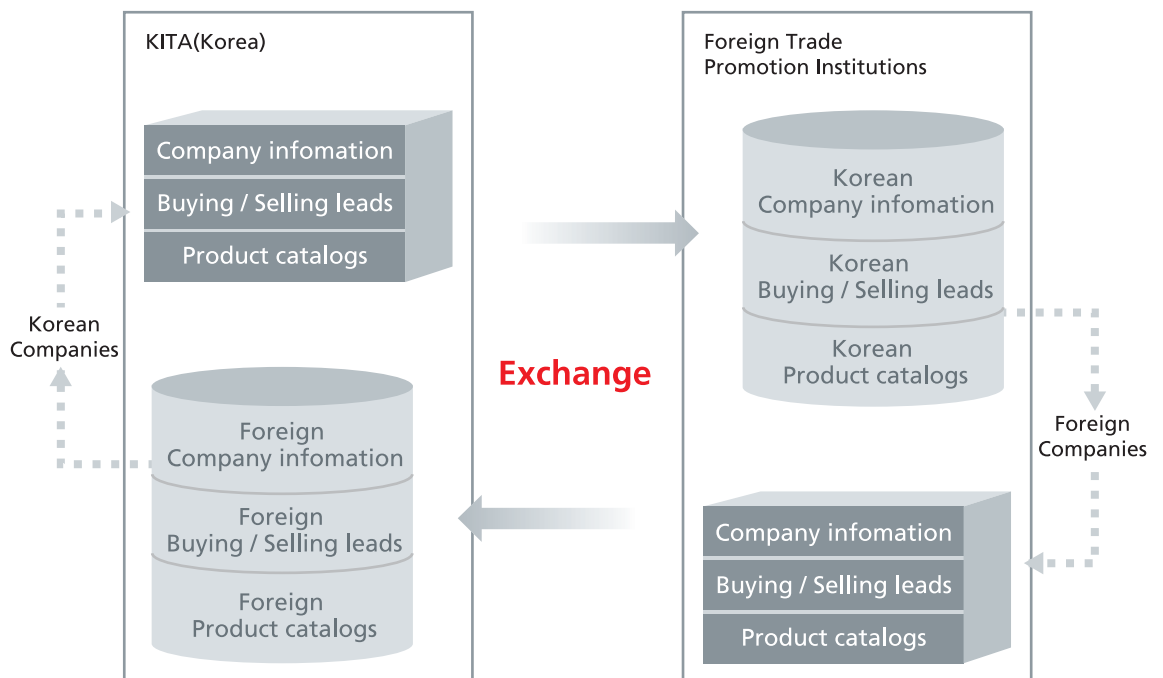 KITA(Korea)
Company infomation
Buying / Selling leads
Product catalogs
Korean
Companies
Foreign
Company infomation
Foreign
Buying / Selling leads
Foreign
Product catalogs
Exchange
Foreign Trade
Promotion Institutions
Korean
Company infomation
Korean
Buying / Selling leads
Korean
Product catalogs
Foreign
Companies
Company infomation
Buying / Selling leads
Product catalogs